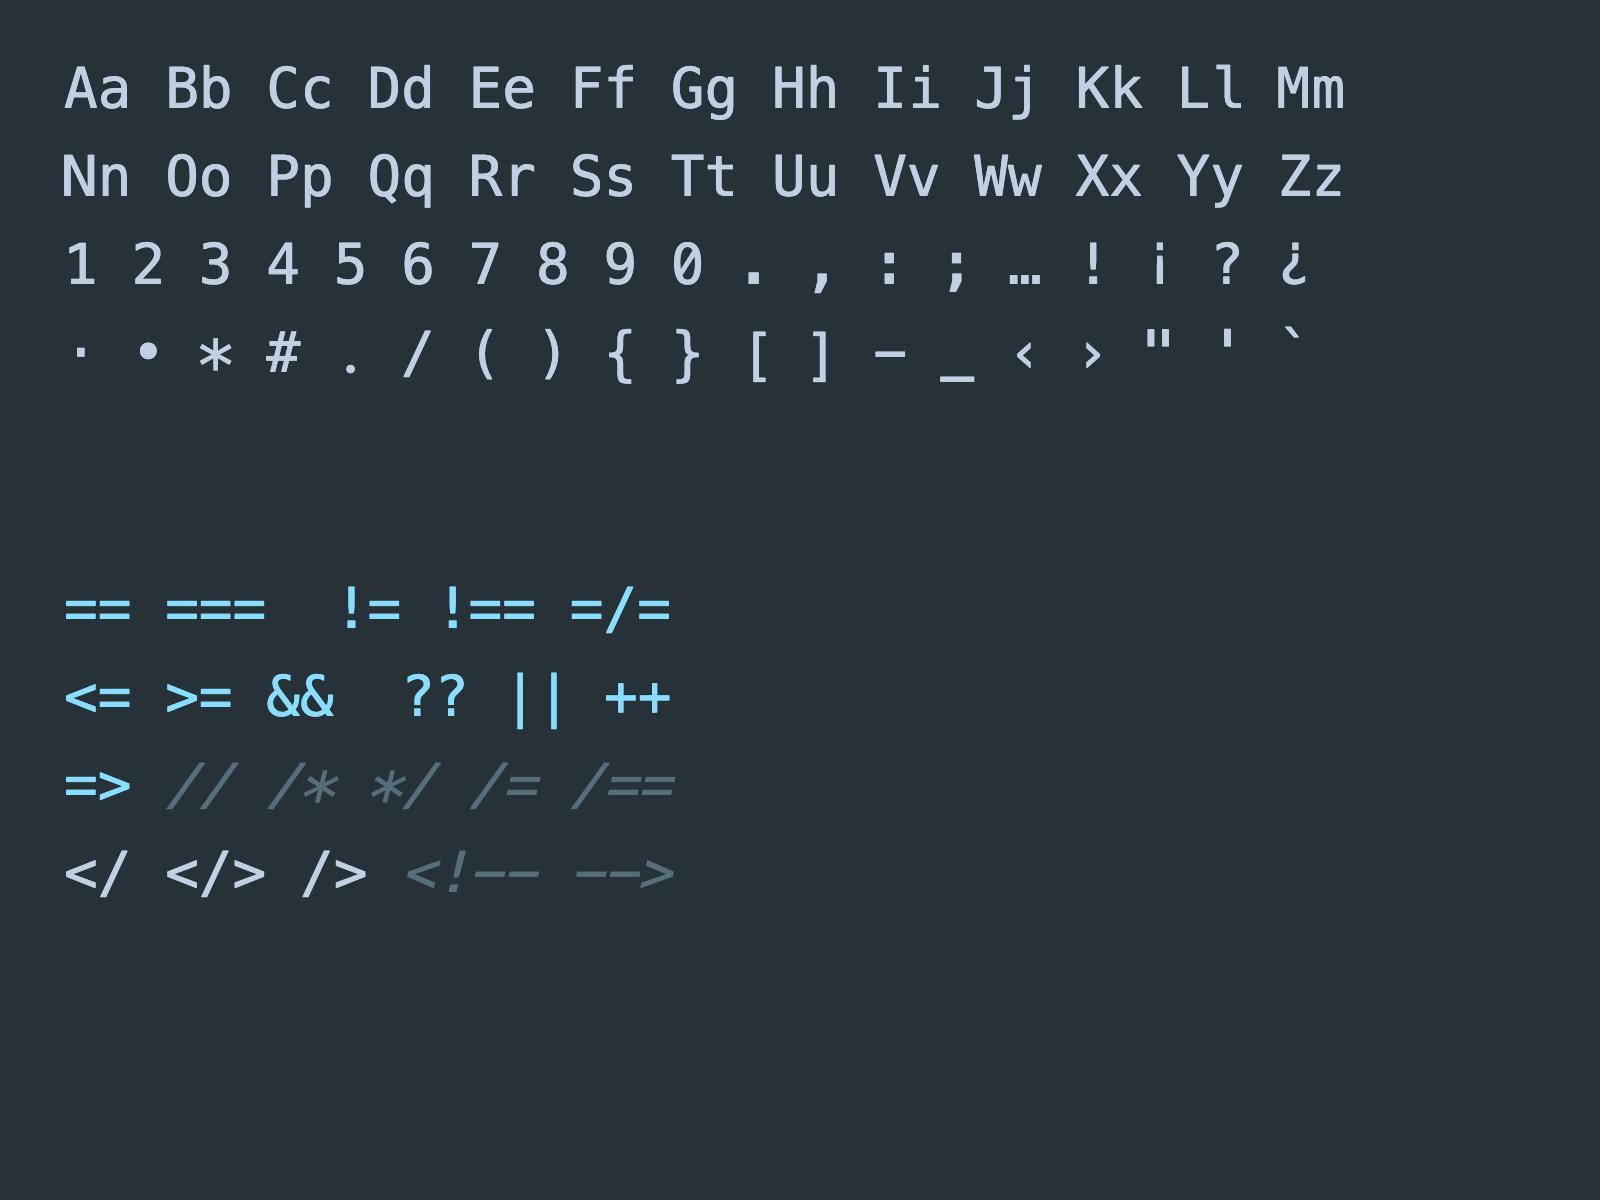 Aa Bb Cc Dd Ee Ff Gg Hh Ii Jj Kk Ll Mm
Nn Oo Pp Qq Rr Ss Tt Uu Vv Ww Xx Yy Zz
1 2 3 4 5 6 7 8 9 0 . , : ; … ! ¡ ? ¿
· • * # . / ( ) { } [ ] - _ ‹ › " ' `
== ===  != !== =/=
<= >= &&  ?? || ++
=> // /* */ /= /==
</ </> /> <!-- -->